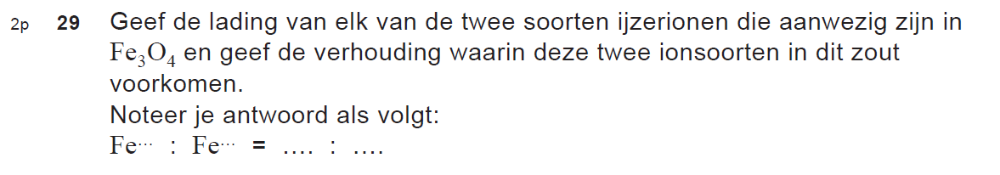 2p 29 Geef de lading van elk van de twee soorten ijzerionen die aanwezig zijn in
Fe₃O₄ en geef de verhouding waarin deze twee ionsoorten in dit zout
voorkomen.
Noteer je antwoord als volgt:
Fe... : Fe... = .... : ....